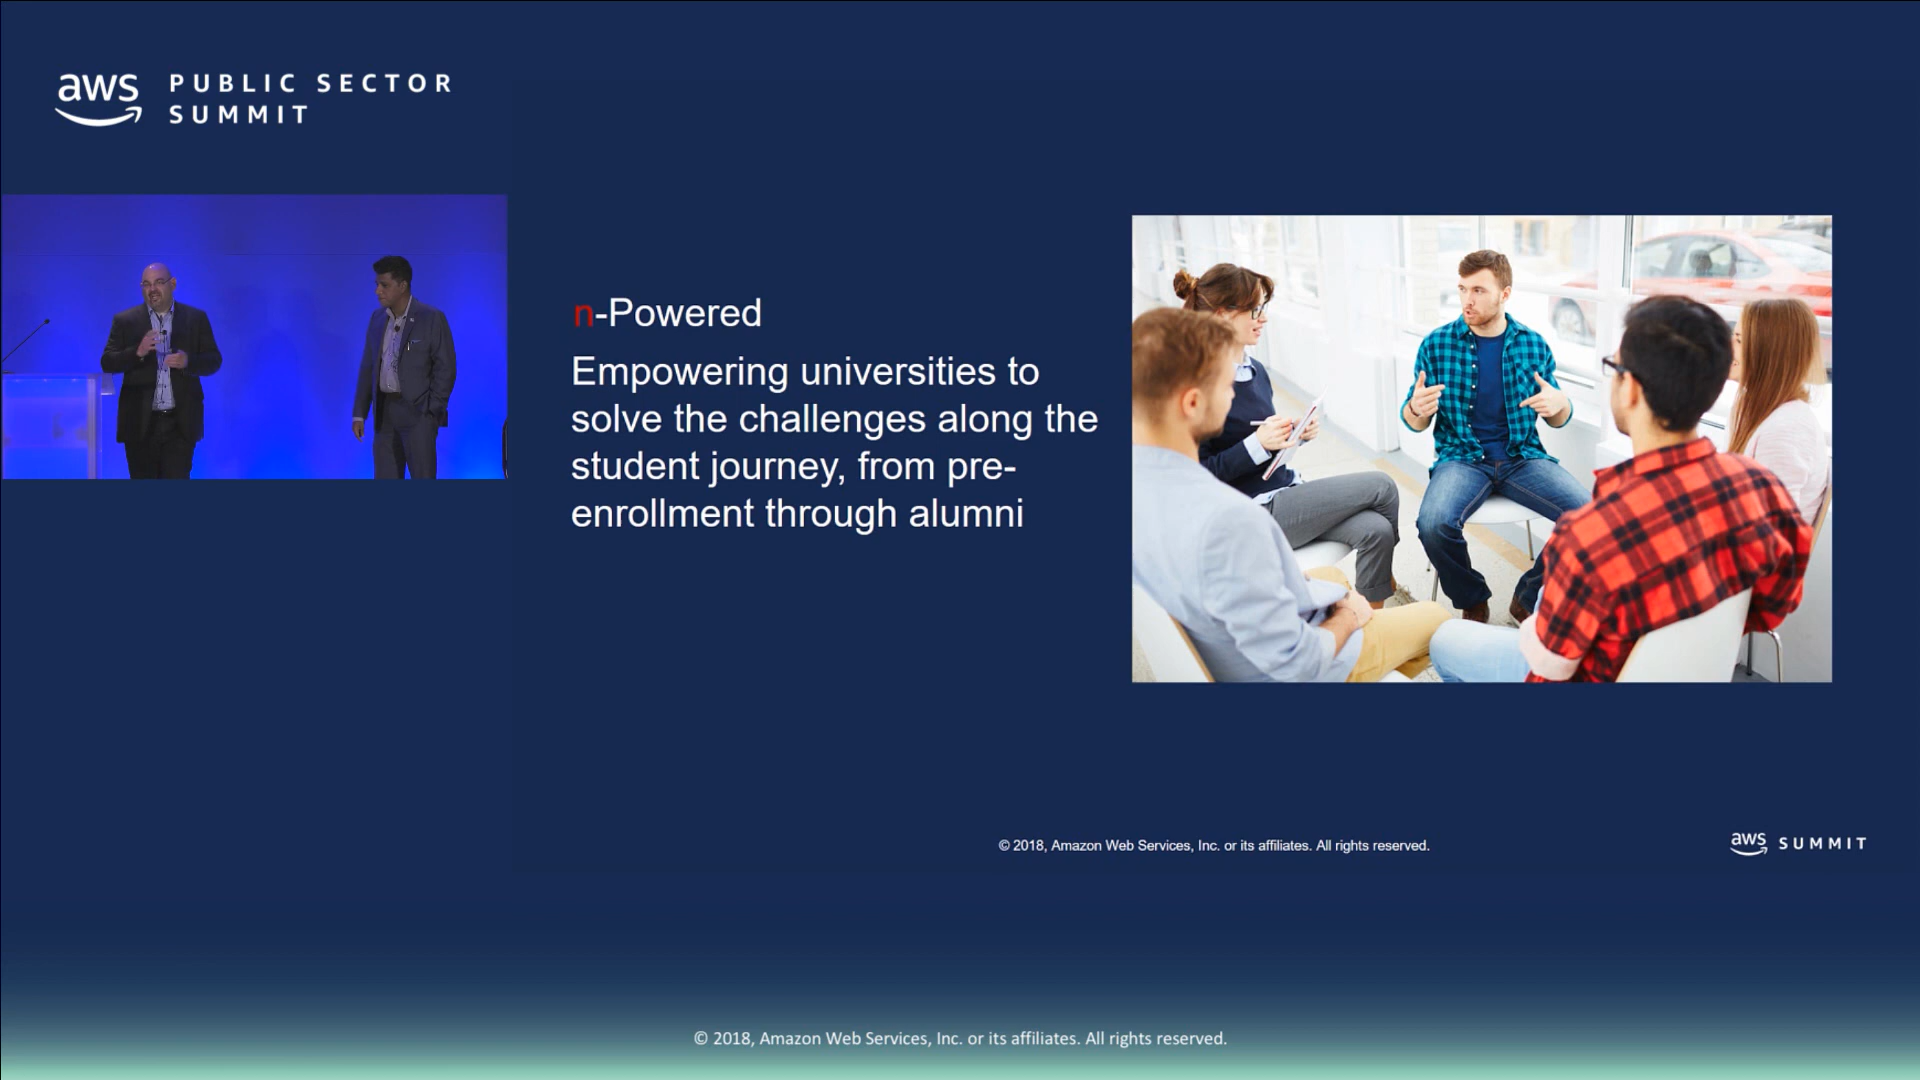 aws PUBLIC SECTOR
SUMMIT
n-Powered
Empowering universities to
solve the challenges along the
student journey, from pre-
enrollment through alumni
© 2018, Amazon Web Services, Inc. or its affiliates. All rights reserved.
aws SUMMIT
© 2018, Amazon Web Services, Inc. or its affiliates. All rights reserved.